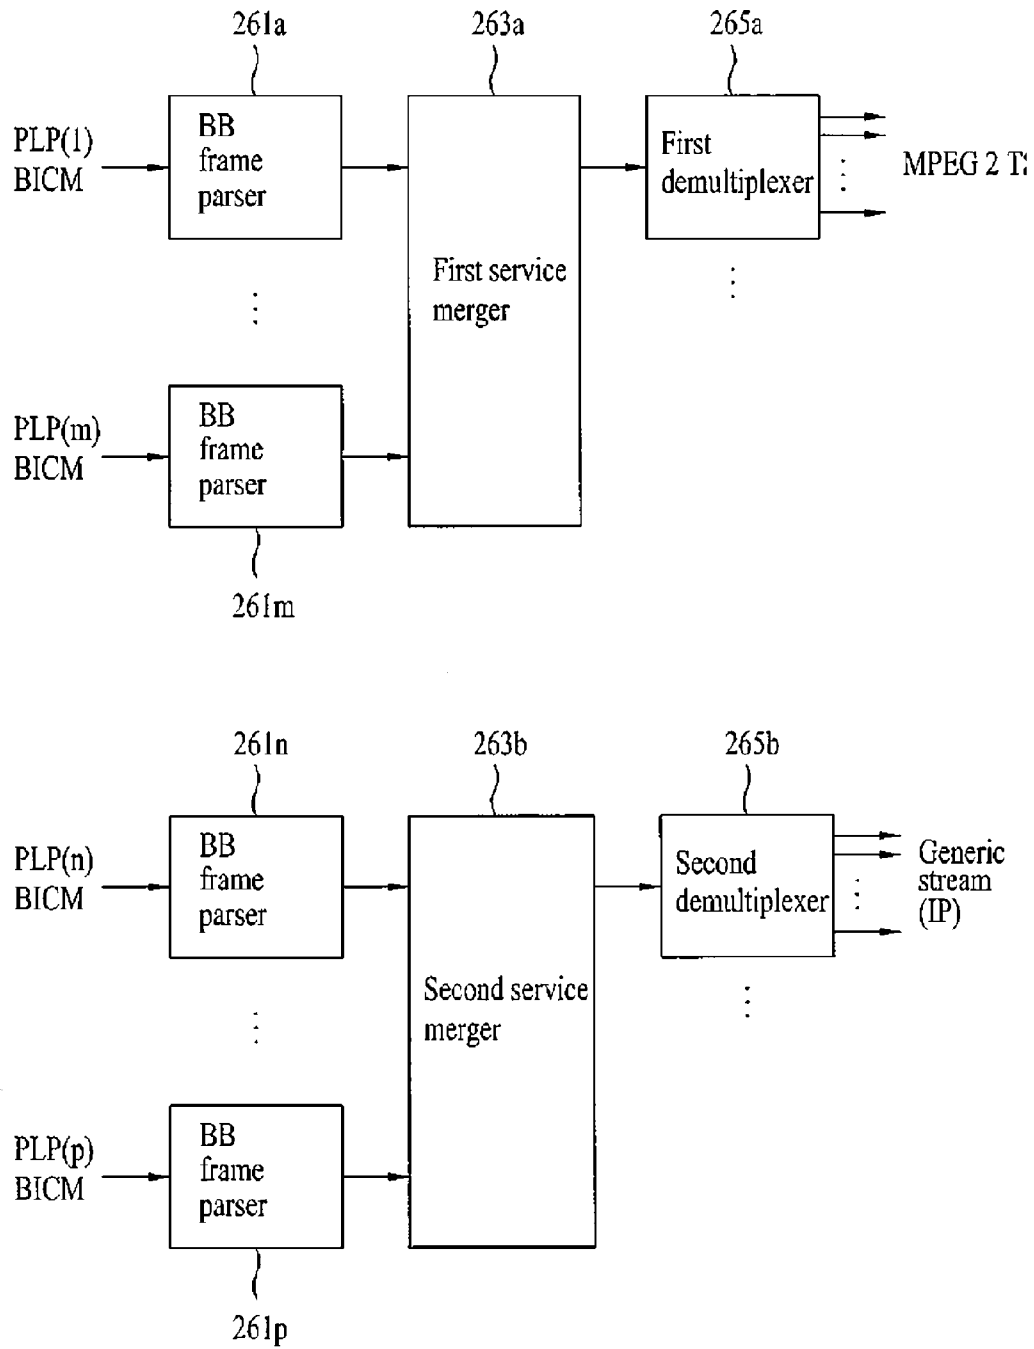 261a
263a
265a
PLP(1)
BICM
BB
frame
parser
First
demultiplexer
MPEG 2 TS
First service
merger
PLP(m)
BICM
BB
frame
parser
261m
261n
263b
265b
PLP(n)
BICM
BB
frame
parser
Second
demultiplexer
Generic
stream
(IP)
Second service
merger
PLP(p)
BICM
BB
frame
parser
261p